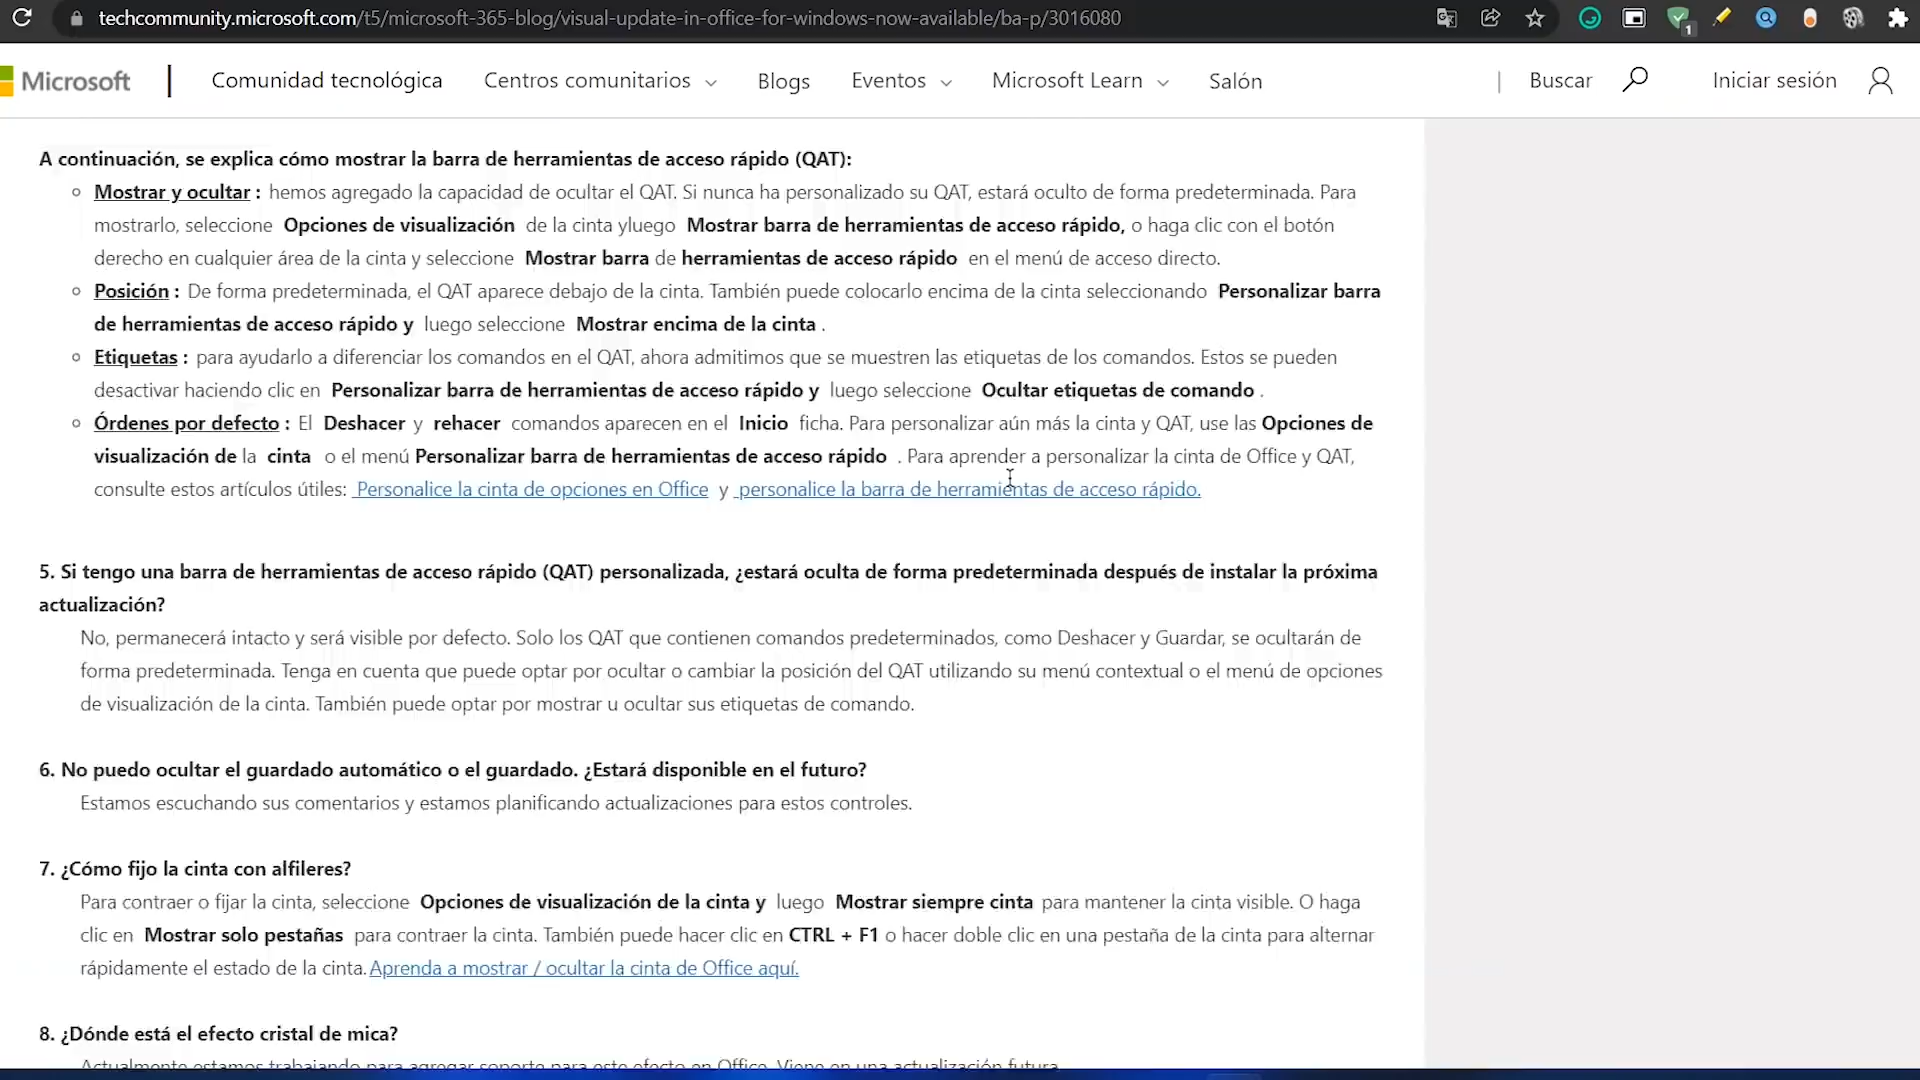 techcommunity.microsoft.com/t5/microsoft-365-blog/visual-update-in-office-for-windows-now-available/ba-p/3016080
1
Microsoft | Comunidad tecnológica Centros comunitarios Blogs Eventos Microsoft Learn Salón | Buscar Iniciar sesión
A continuación, se explica cómo mostrar la barra de herramientas de acceso rápido (QAT):
Mostrar y ocultar : hemos agregado la capacidad de ocultar el QAT. Si nunca ha personalizado su QAT, estará oculto de forma predeterminada. Para
mostrarlo, seleccione Opciones de visualización de la cinta yluego Mostrar barra de herramientas de acceso rápido, o haga clic con el botón
derecho en cualquier área de la cinta y seleccione Mostrar barra de herramientas de acceso rápido en el menú de acceso directo.
Posición : De forma predeterminada, el QAT aparece debajo de la cinta. También puede colocarlo encima de la cinta seleccionando Personalizar barra
de herramientas de acceso rápido y luego seleccione Mostrar encima de la cinta .
Etiquetas : para ayudarlo a diferenciar los comandos en el QAT, ahora admitimos que se muestren las etiquetas de los comandos. Estos se pueden
desactivar haciendo clic en Personalizar barra de herramientas de acceso rápido y luego seleccione Ocultar etiquetas de comando .
Órdenes por defecto : El Deshacer y rehacer comandos aparecen en el Inicio ficha. Para personalizar aún más la cinta y QAT, use las Opciones de
visualización de la cinta o el menú Personalizar barra de herramientas de acceso rápido . Para aprender a personalizar la cinta de Office y QAT,
consulte estos artículos útiles: Personalice la cinta de opciones en Office y personalice la barra de herramientas de acceso rápido.
5. Si tengo una barra de herramientas de acceso rápido (QAT) personalizada, ¿estará oculta de forma predeterminada después de instalar la próxima
actualización?
No, permanecerá intacto y será visible por defecto. Solo los QAT que contienen comandos predeterminados, como Deshacer y Guardar, se ocultarán de
forma predeterminada. Tenga en cuenta que puede optar por ocultar o cambiar la posición del QAT utilizando su menú contextual o el menú de opciones
de visualización de la cinta. También puede optar por mostrar u ocultar sus etiquetas de comando.
6. No puedo ocultar el guardado automático o el guardado. ¿Estará disponible en el futuro?
Estamos escuchando sus comentarios y estamos planificando actualizaciones para estos controles.
7. ¿Cómo fijo la cinta con alfileres?
Para contraer o fijar la cinta, seleccione Opciones de visualización de la cinta y luego Mostrar siempre cinta para mantener la cinta visible. O haga
clic en Mostrar solo pestañas para contraer la cinta. También puede hacer clic en CTRL + F1 o hacer doble clic en una pestaña de la cinta para alternar
rápidamente el estado de la cinta. Aprenda a mostrar / ocultar la cinta de Office aquí.
8. ¿Dónde está el efecto cristal de mica?
Actualmente estamos trabajando para agregar soporte para este efecto en Office. Viene en una actualización futura.